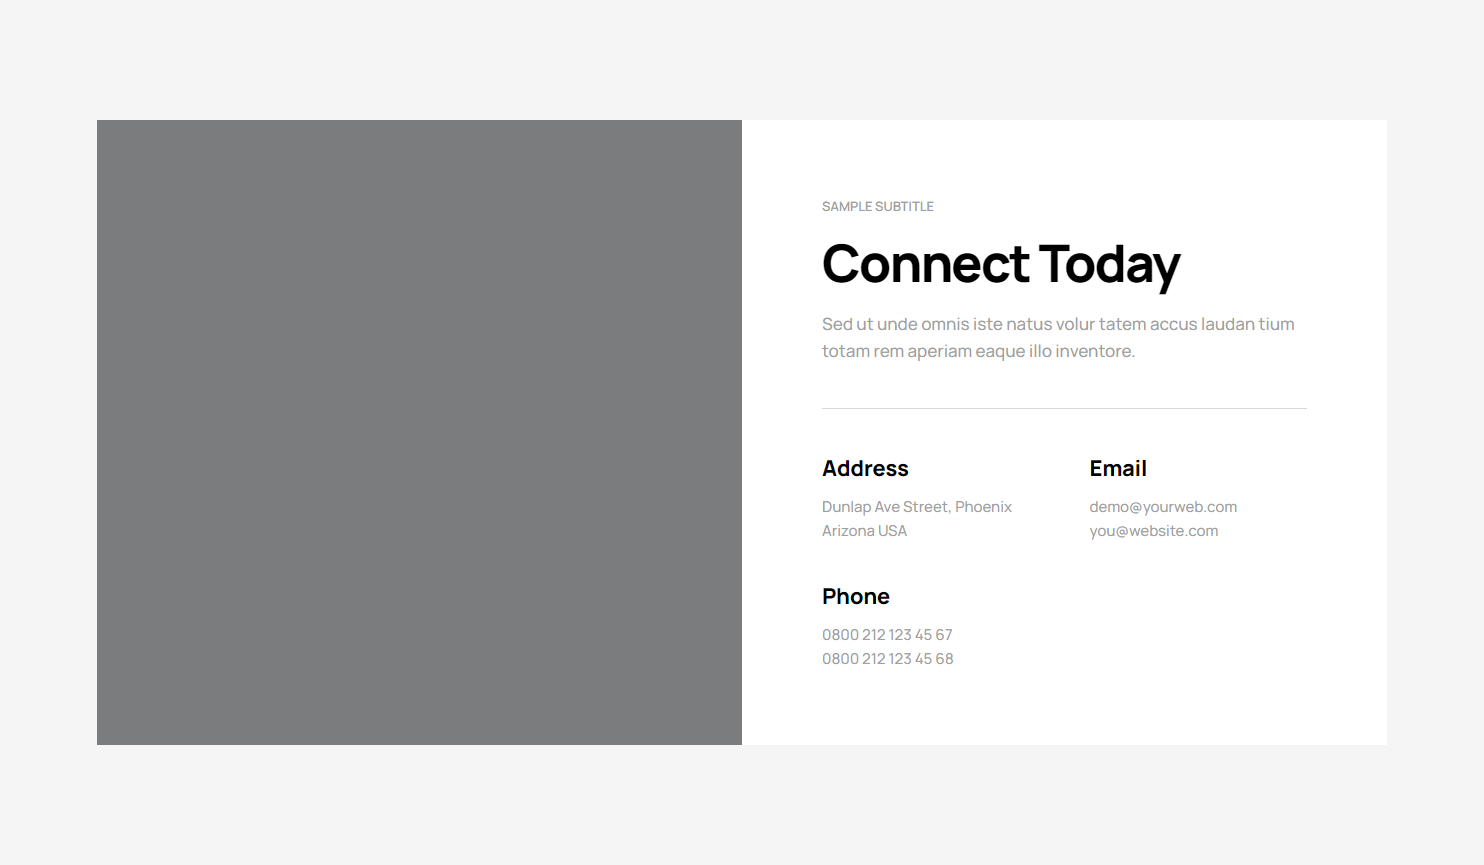 SAMPLE SUBTITLE
Connect Today
Sed ut unde omnis iste natus volur tatem accus laudan tium
totam rem aperiam eaque illo inventore.
Address
Dunlap Ave Street, Phoenix
Arizona USA
Email
demo@yourweb.com
you@website.com
Phone
0800 212 123 45 67
0800 212 123 45 68